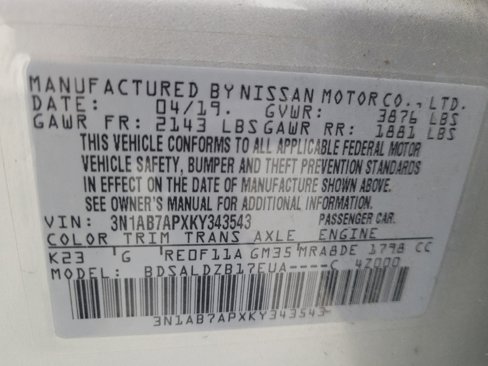 MANUFACTURED BY NISSAN MOTOR CO., LTD.
DATE: 04/19. GVWR: 3876 LBS
GAWR FR: 2143 LBS GAWR RR: 1881 LBS
THIS VEHICLE CONFORMS TO ALL APPLICABLE FEDERAL MOTOR
VEHICLE SAFETY, BUMPER AND THEFT PREVENTION STANDARDS
IN EFFECT ON THE DATE OF MANUFACTURE SHOWN ABOVE.
SEE OWNER'S MANUAL FOR ADDITIONAL INFORMATION.
VIN: 3N1AB7APXKY343543 PASSENGER CAR.
COLOR TRIM TRANS AXLE ENGINE
K23 G RE0F11A GM35 MRA8DE 1798 CC
MODEL: BDSALDZB17EUA----C 4Z000
3N1AB7APXKY343543